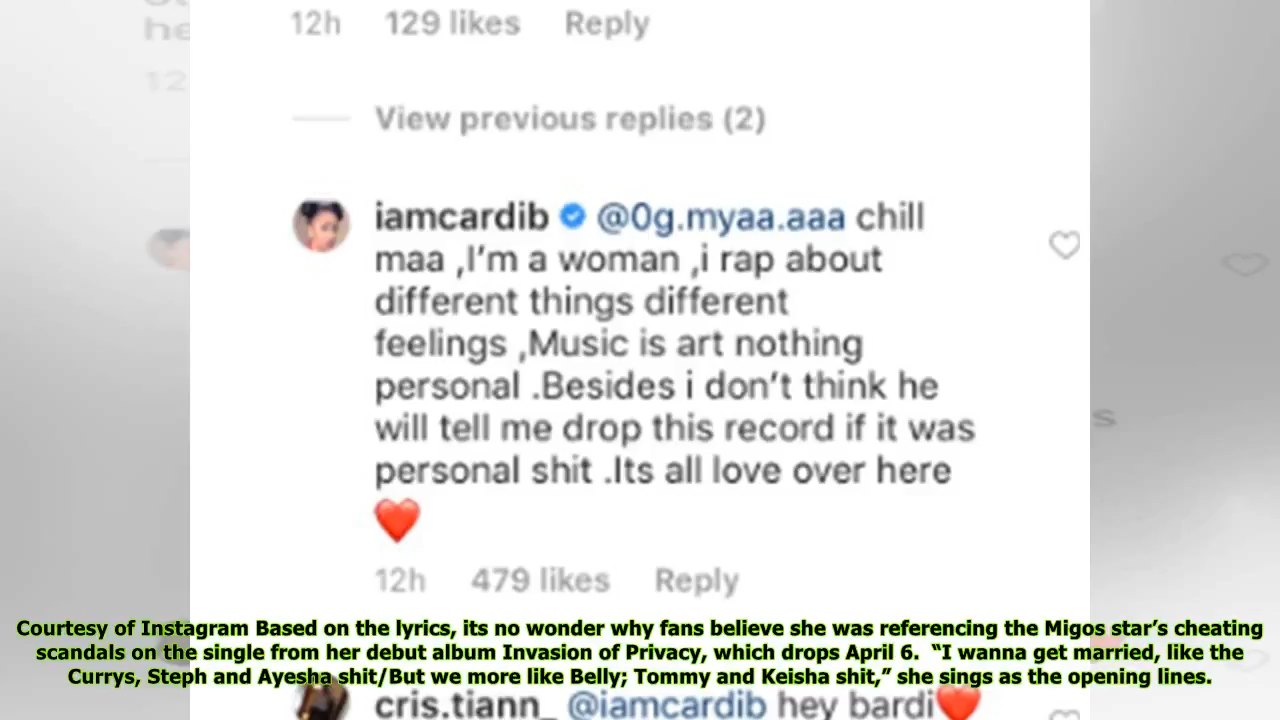 12h 129 likes Reply
View previous replies (2)
iamcardib @0g.myaa.aaa chill
maa ,I’m a woman ,i rap about
different things different
feelings ,Music is art nothing
personal .Besides i don’t think he
will tell me drop this record if it was
personal shit .Its all love over here
❤️
12h 479 likes Reply
Courtesy of Instagram Based on the lyrics, its no wonder why fans believe she was referencing the Migos star’s cheating
scandals on the single from her debut album Invasion of Privacy, which drops April 6. “I wanna get married, like the
Currys, Steph and Ayesha shit/But we more like Belly; Tommy and Keisha shit,” she sings as the opening lines.
cris.tiann_ @iamcardib hey bardi❤️